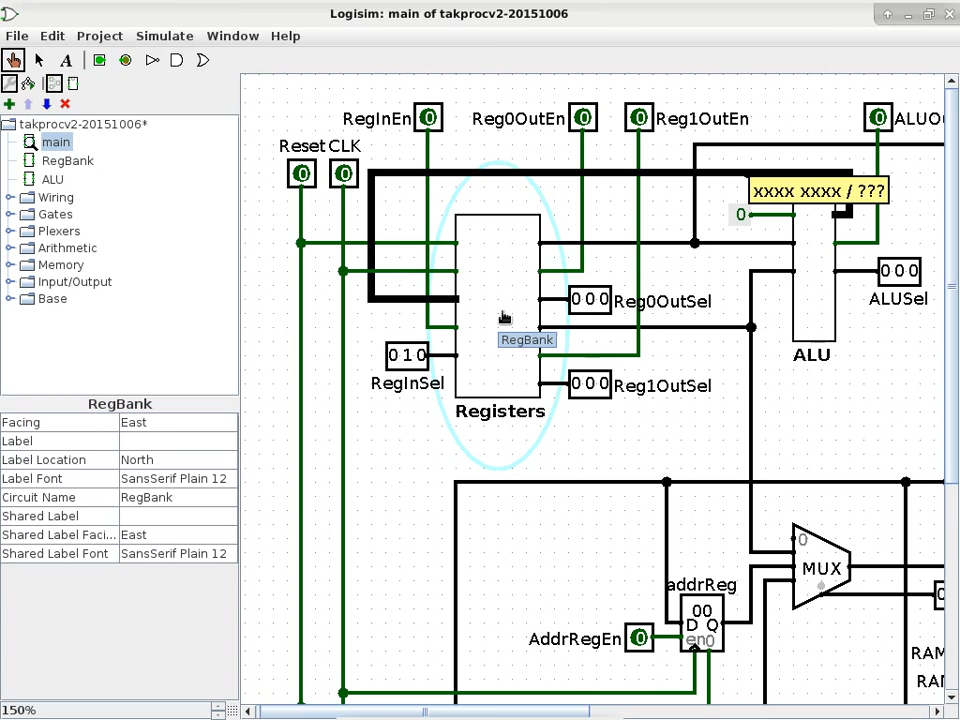 Logisim: main of takprocv2-20151006
File Edit Project Simulate Window Help
A
takprocv2-20151006*
main
RegBank
ALU
Wiring
Gates
Plexers
Arithmetic
Memory
Input/Output
Base
RegBank
Facing East
Label
Label Location North
Label Font SansSerif Plain 12
Circuit Name RegBank
Shared Label
Shared Label Faci... East
Shared Label Font SansSerif Plain 12
150%
RegInEn 0
Reg0OutEn 0
0 Reg1OutEn
0 ALUO
Reset CLK
0 0
xxxx xxxx / ???
0
0 0 0
ALUSel
0 0 0 Reg0OutSel
RegBank
0 1 0
RegInSel
0 0 0 Reg1OutSel
Registers
ALU
0
MUX
addrReg
00
D Q
en0
AddrRegEn 0
0
RAM
RA